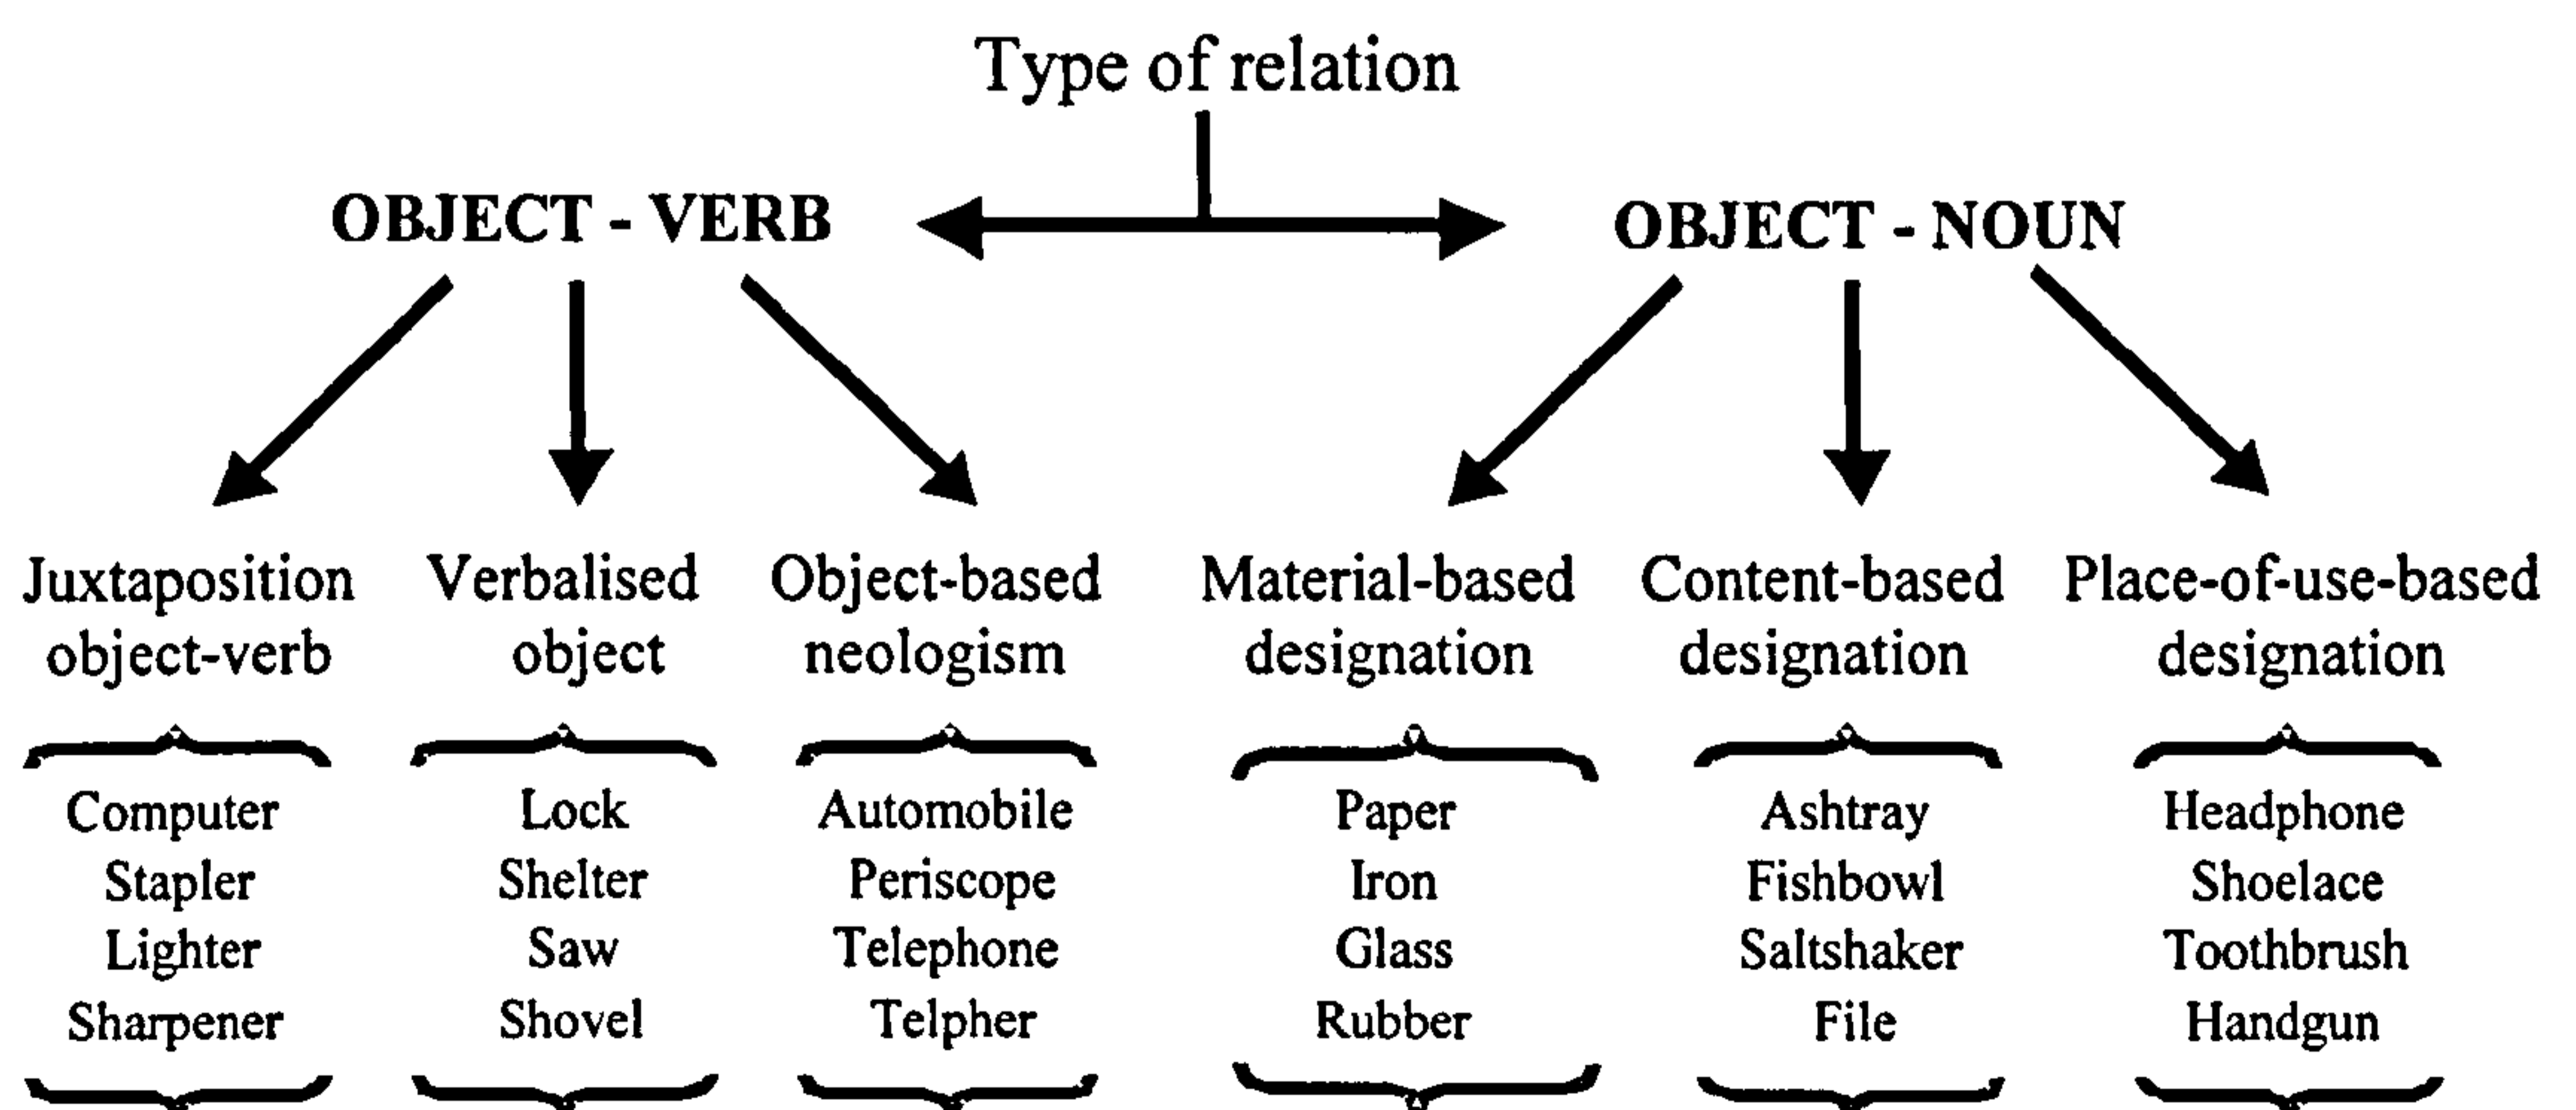 Type of relation
OBJECT - VERB
OBJECT - NOUN
Juxtaposition
object-verb
Verbalised
object
Object-based
neologism
Material-based
designation
Content-based
designation
Place-of-use-based
designation
Computer
Stapler
Lighter
Sharpener
Lock
Shelter
Saw
Shovel
Automobile
Periscope
Telephone
Telpher
Paper
Iron
Glass
Rubber
Ashtray
Fishbowl
Saltshaker
File
Headphone
Shoelace
Toothbrush
Handgun